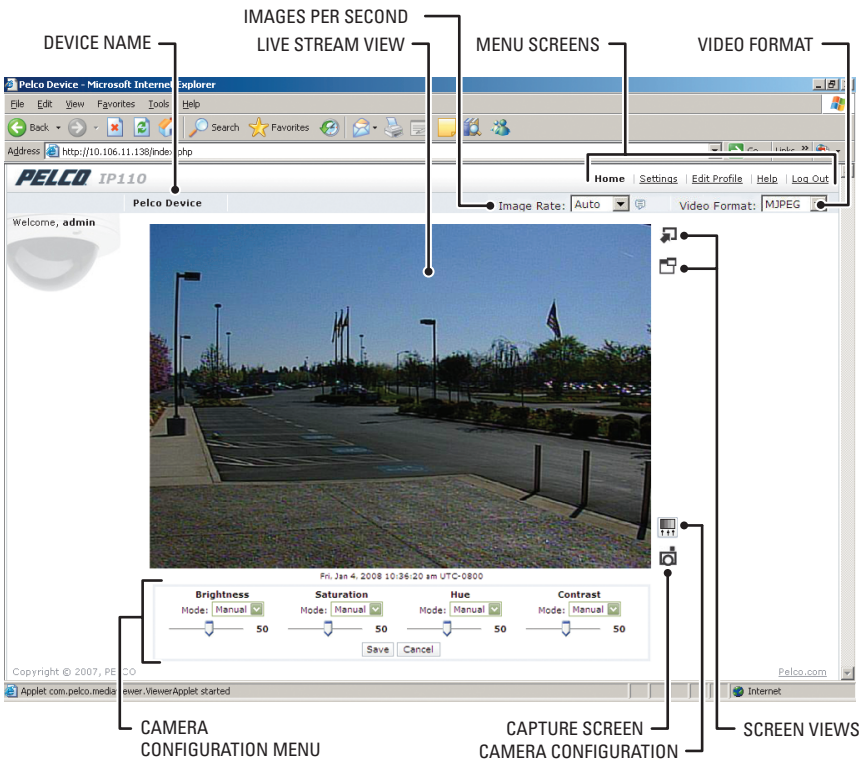 IMAGES PER SECOND
DEVICE NAME
LIVE STREAM VIEW
MENU SCREENS
VIDEO FORMAT
Pelco Device - Microsoft Internet Explorer
File Edit View Favorites Tools Help
Back Search Favorites
Address http://10.106.11.138/index.php Go Links »
PELCO IP110
Home | Settings | Edit Profile | Help | Log Out
Pelco Device
Image Rate: Auto Video Format: MJPEG
Welcome, admin
Fri. Jan 4. 2008 10:36:20 am UTC-0800
Brightness Saturation Hue Contrast
Mode: Manual Mode: Manual Mode: Manual Mode: Manual
50 50 50 50
Save Cancel
Copyright © 2007, PELCO Pelco.com
Applet com.pelco.mediaviewer.ViewerApplet started Internet
CAMERA
CONFIGURATION MENU
CAPTURE SCREEN
CAMERA CONFIGURATION
SCREEN VIEWS